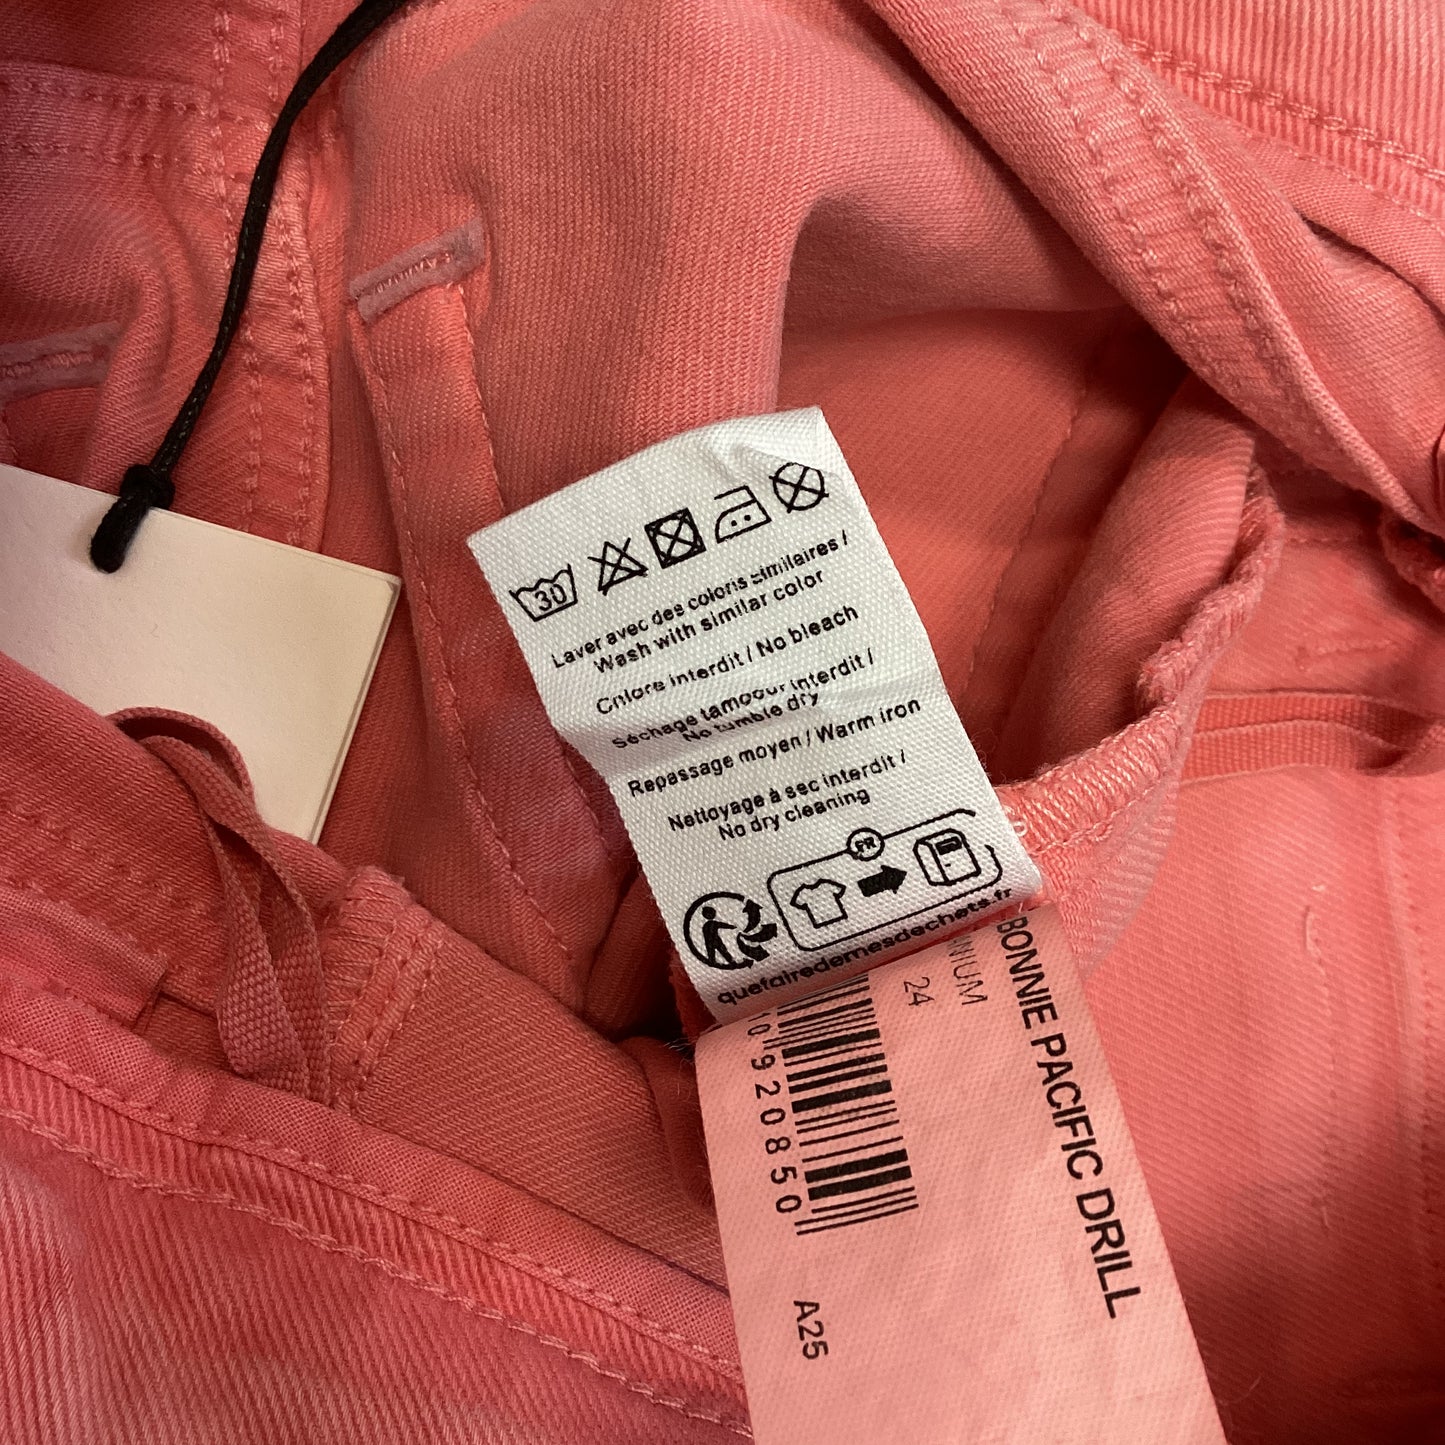 30
Laver avec des coloris similaires /
Wash with similar color
Chlore interdit / No bleach
Séchage tambour interdit /
No tumble dry
Repassage moyen / Warm iron
Nettoyage à sec interdit /
No dry cleaning
FR
quefairedemesdechets.fr
BONNIE PACIFIC DRILL
24
10920850
A25